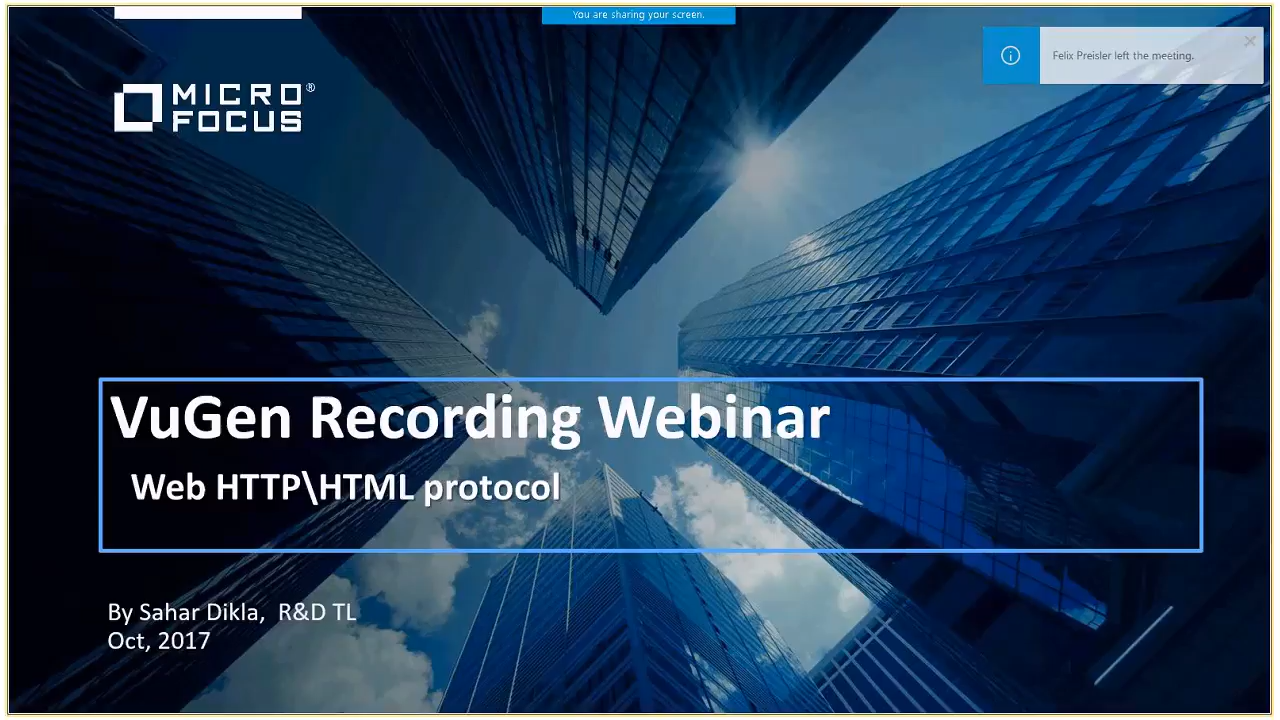 You are sharing your screen.
Felix Preisler left the meeting.
MICRO®
FOCUS
VuGen Recording Webinar
Web HTTP\HTML protocol
By Sahar Dikla, R&D TL
Oct, 2017